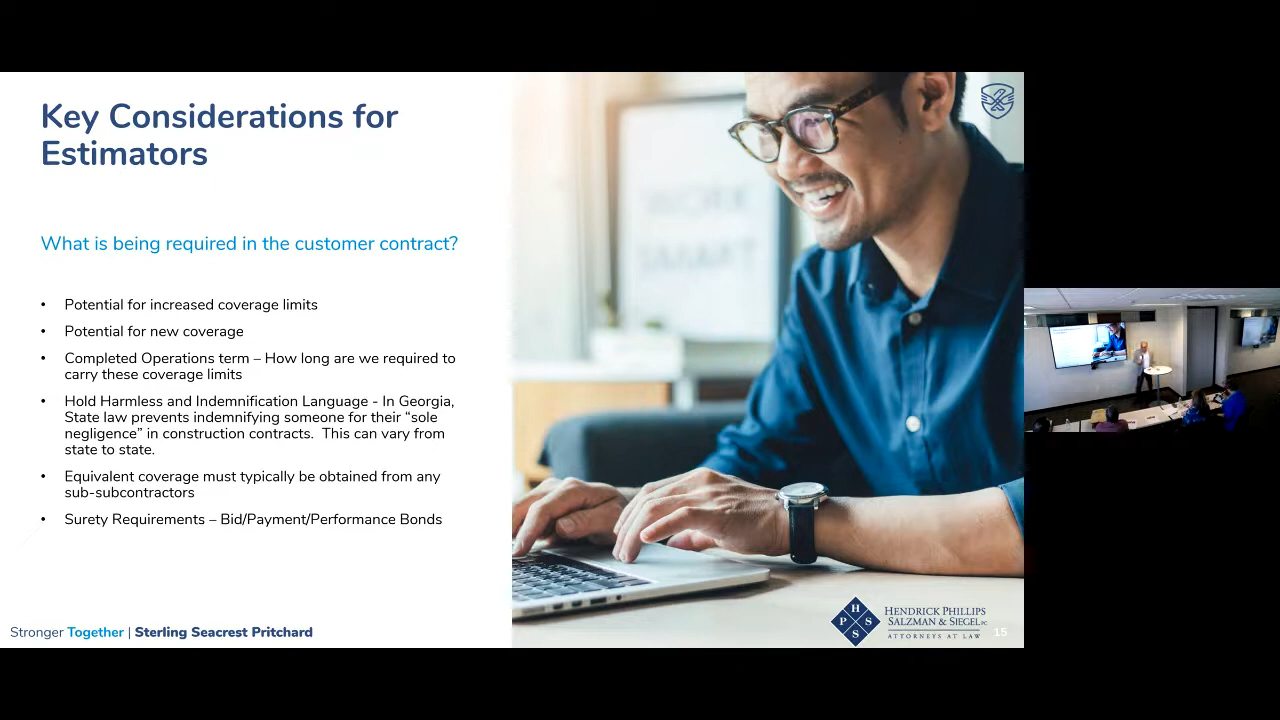 Key Considerations for
Estimators
What is being required in the customer contract?
• Potential for increased coverage limits
• Potential for new coverage
• Completed Operations term – How long are we required to
carry these coverage limits
• Hold Harmless and Indemnification Language - In Georgia,
State law prevents indemnifying someone for their “sole
negligence” in construction contracts. This can vary from
state to state.
• Equivalent coverage must typically be obtained from any
sub-subcontractors
• Surety Requirements – Bid/Payment/Performance Bonds
Stronger Together | Sterling Seacrest Pritchard
WORK
SMART
H
P S
S
HENDRICK PHILLIPS
SALZMAN & SIEGEL PC
ATTORNEYS AT LAW
15